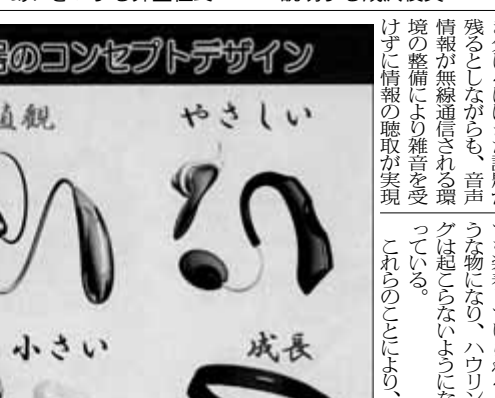 のコンセプトデザイン
直観
やさしい
小さい
成長
残るとしながらも、音声
情報が無線通信される環
境の整備により雑音を受
けずに情報の聴取が実現
うな物になり、ハウリン
グは起こらないようにな
っている。
これらのことにより、